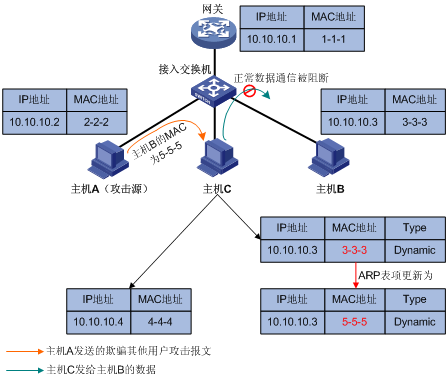 网关
IP地址 MAC地址
10.10.10.1 1-1-1
接入交换机
正常数据通信被阻断
IP地址 MAC地址
10.10.10.2 2-2-2
IP地址 MAC地址
10.10.10.3 3-3-3
主机B的MAC
为5-5-5
主机A（攻击源） 主机C 主机B
IP地址 MAC地址 Type
10.10.10.3 3-3-3 Dynamic
ARP表项更新为
IP地址 MAC地址
10.10.10.4 4-4-4
IP地址 MAC地址 Type
10.10.10.3 5-5-5 Dynamic
主机A发送的欺骗其他用户攻击报文
主机C发给主机B的数据